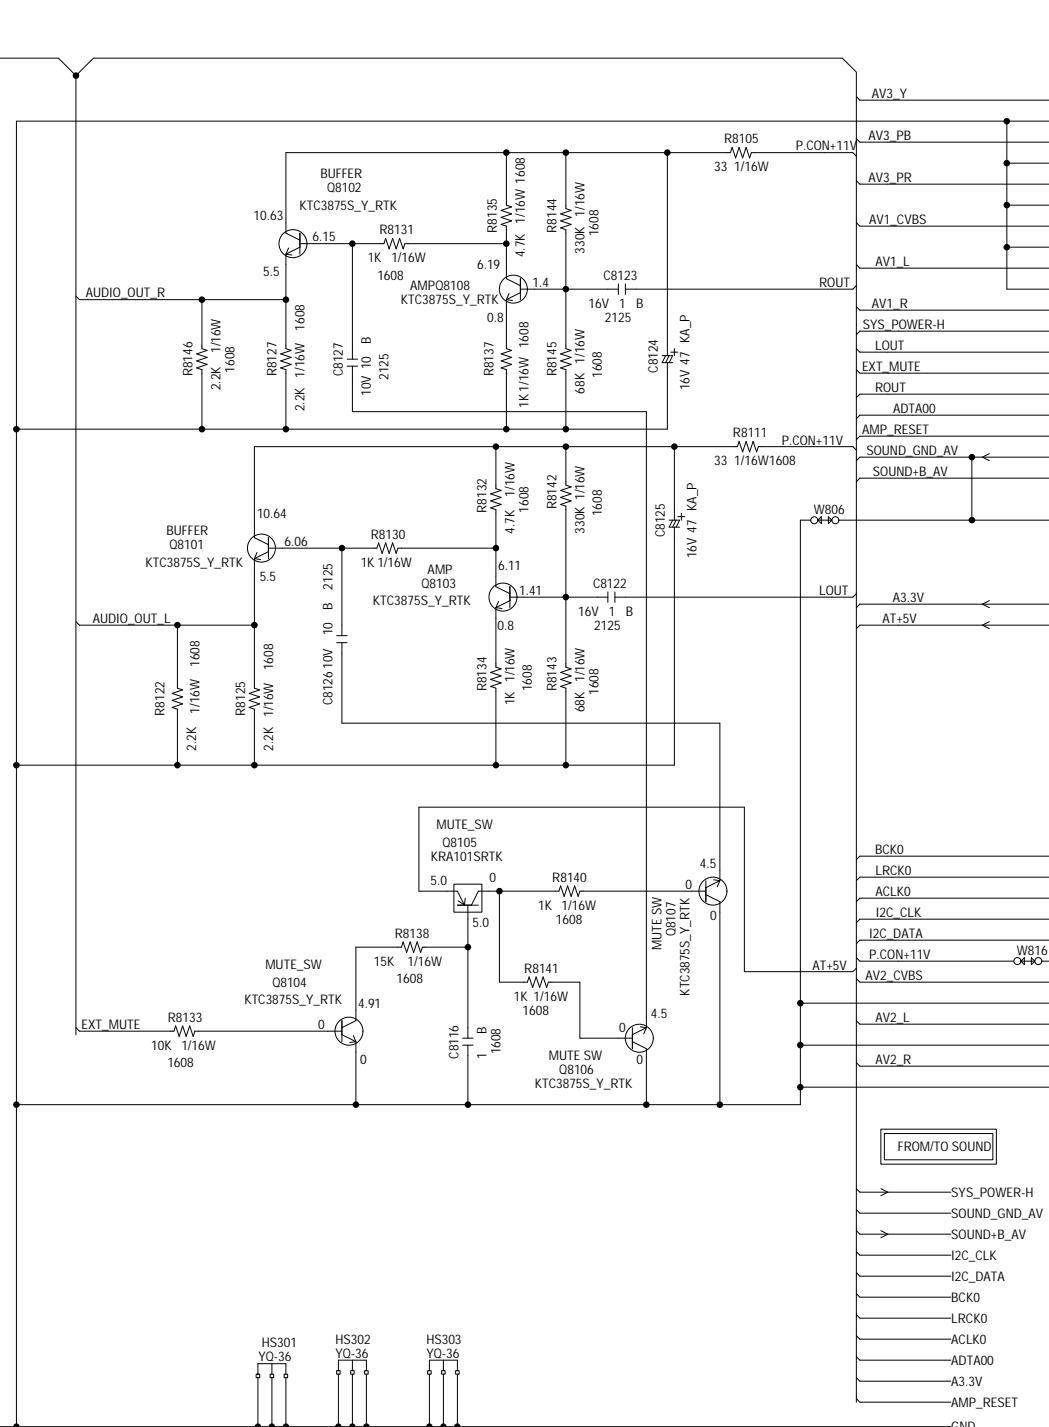 AV3_Y
AV3_PB
AV3_PR
AV1_CVBS
AV1_L
AV1_R
SYS_POWER-H
LOUT
EXT_MUTE
ROUT
ADTA00
AMP_RESET
SOUND_GND_AV
SOUND+B_AV
W806
A3.3V
AT+5V
R8105
33 1/16W
P.CON+11V
BUFFER
Q8102
KTC3875S_Y_RTK
10.63
6.15
5.5
R8131
1K 1/16W
1608
R8135
4.7K 1/16W 1608
R8144
330K 1/16W
1608
6.19
AMPQ8108
KTC3875S_Y_RTK
1.4
0.8
C8123
16V 1 B
2125
ROUT
AUDIO_OUT_R
R8146
2.2K 1/16W
1608
R8127
2.2K 1/16W 1608
C8127
10V 10 B
2125
R8137
1K1/16W 1608
R8145
68K 1/16W
1608
C8124
16V 47 KA_P
R8111
33 1/16W1608
P.CON+11V
BUFFER
Q8101
KTC3875S_Y_RTK
10.64
6.06
5.5
R8130
1K 1/16W
R8132
4.7K 1/16W
1608
R8142
330K 1/16W
1608
C8125
16V 47 KA_P
6.11
AMP
Q8103
KTC3875S_Y_RTK
1.41
0.8
C8122
16V 1 B
2125
LOUT
AUDIO_OUT_L
R8122
2.2K 1/16W 1608
R8125
2.2K 1/16W 1608
C8126 10V 10 B 2125
R8134
1K 1/16W
1608
R8143
68K 1/16W
1608
MUTE_SW
Q8105
KRA101SRTK
5.0
0
5.0
R8140
1K 1/16W
1608
4.5
0
0
MUTE SW
Q8107
KTC3875S_Y_RTK
R8138
15K 1/16W
1608
MUTE_SW
Q8104
KTC3875S_Y_RTK
4.91
0
0
EXT_MUTE
R8133
10K 1/16W
1608
C8116
1 B
1608
R8141
1K 1/16W
1608
4.5
0
0
MUTE SW
Q8106
KTC3875S_Y_RTK
AT+5V
BCK0
LRCK0
ACLK0
I2C_CLK
I2C_DATA
P.CON+11V
W816
AV2_CVBS
AV2_L
AV2_R
FROM/TO SOUND
SYS_POWER-H
SOUND_GND_AV
SOUND+B_AV
I2C_CLK
I2C_DATA
BCK0
LRCK0
ACLK0
ADTA00
A3.3V
AMP_RESET
GND
HS301
YQ-36
HS302
YQ-36
HS303
YQ-36